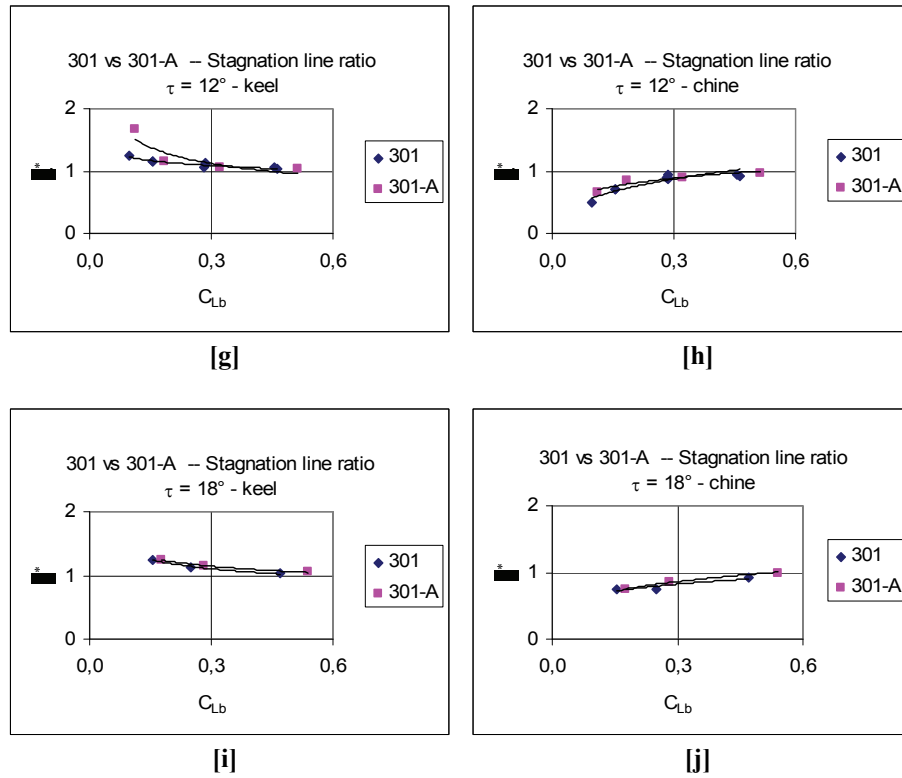 301 vs 301-A -- Stagnation line ratio
τ = 12° - keel
2
1
0
*
0,0
0,3
0,6
C_Lb
301
301-A
[g]
301 vs 301-A -- Stagnation line ratio
τ = 12° - chine
2
1
0
*
0,0
0,3
0,6
C_Lb
301
301-A
[h]
301 vs 301-A -- Stagnation line ratio
τ = 18° - keel
2
1
0
*
0,0
0,3
0,6
C_Lb
301
301-A
[i]
301 vs 301-A -- Stagnation line ratio
τ = 18° - chine
2
1
0
*
0,0
0,3
0,6
C_Lb
301
301-A
[j]